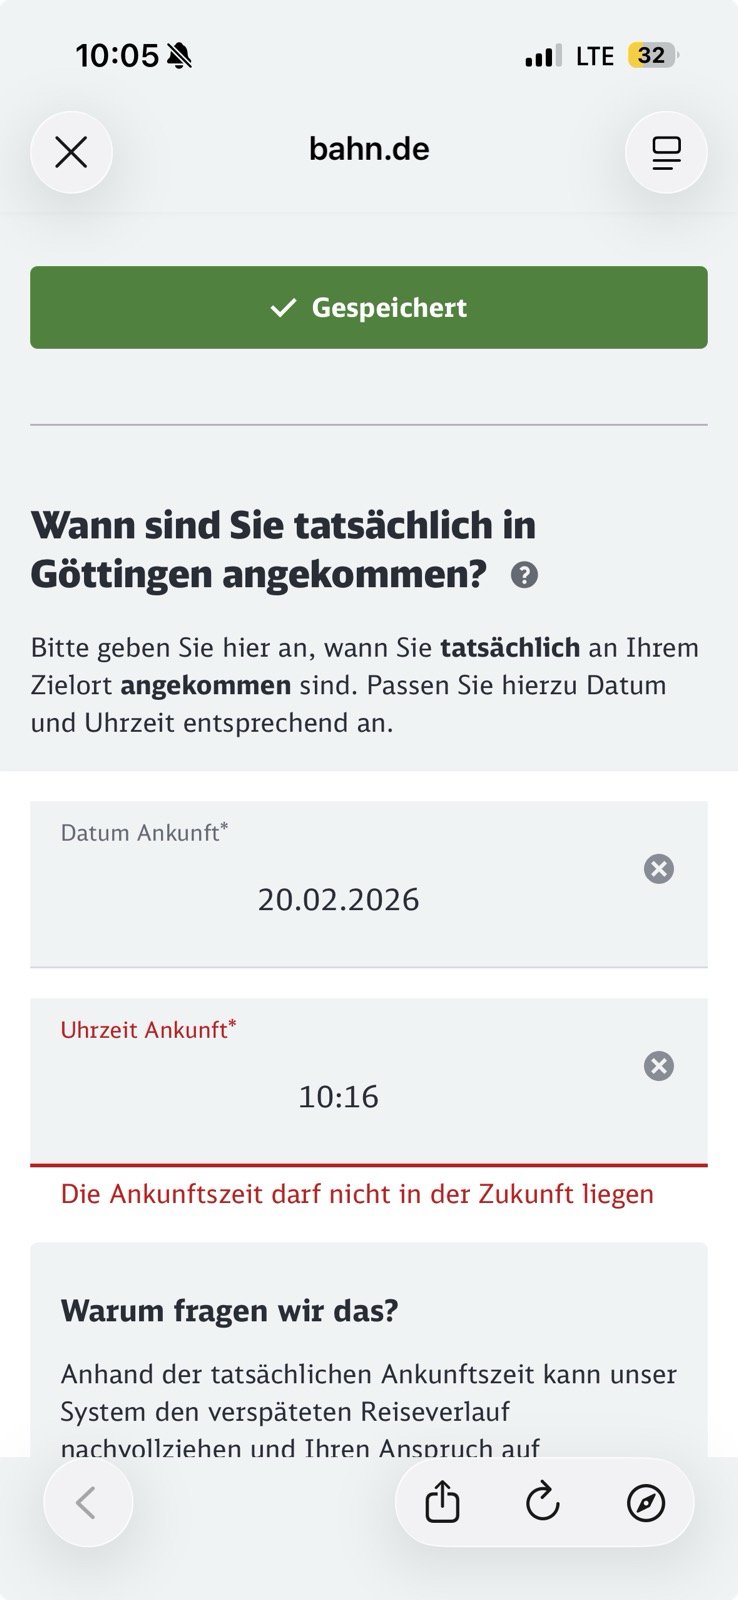 10:05
LTE 32
bahn.de
Gespeichert
Wann sind Sie tatsächlich in
Göttingen angekommen? ?
Bitte geben Sie hier an, wann Sie tatsächlich an Ihrem
Zielort angekommen sind. Passen Sie hierzu Datum
und Uhrzeit entsprechend an.
Datum Ankunft*
20.02.2026
Uhrzeit Ankunft*
10:16
Die Ankunftszeit darf nicht in der Zukunft liegen
Warum fragen wir das?
Anhand der tatsächlichen Ankunftszeit kann unser
System den verspäteten Reiseverlauf
nachvollziehen und Ihren Anspruch auf